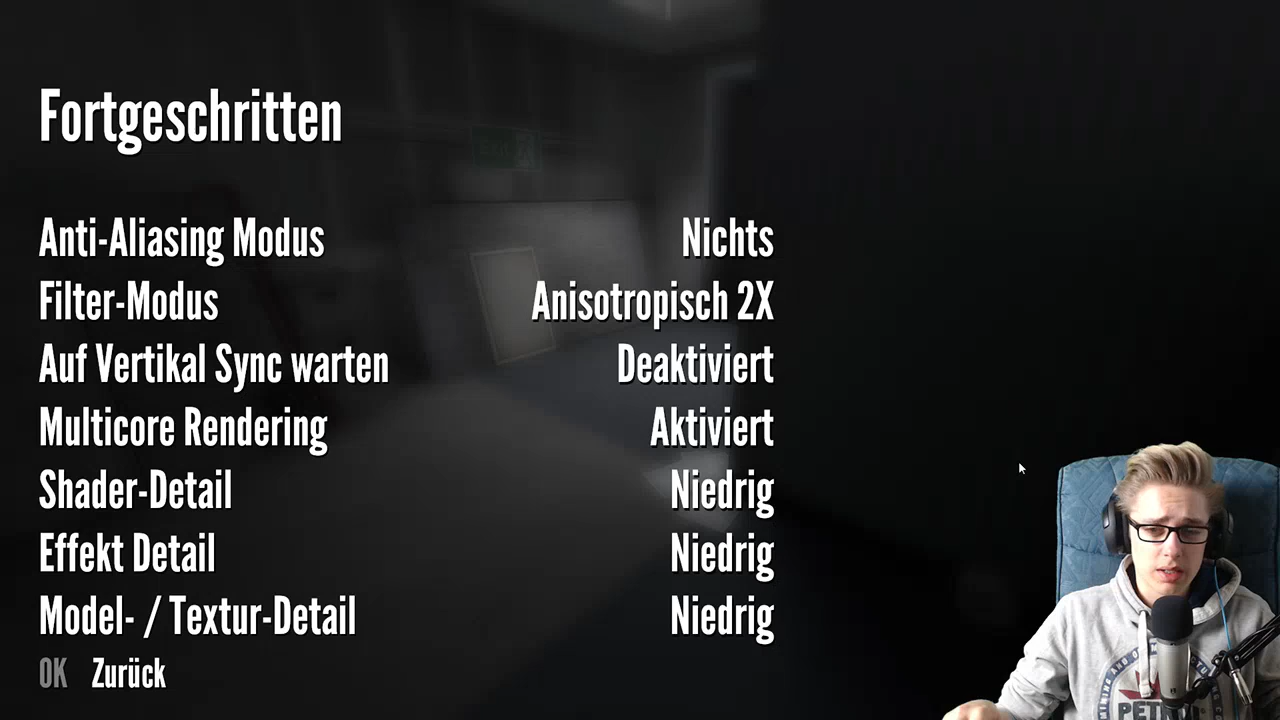 Fortgeschritten
Anti-Aliasing Modus Nichts
Filter-Modus Anisotropisch 2X
Auf Vertikal Sync warten Deaktiviert
Multicore Rendering Aktiviert
Shader-Detail Niedrig
Effekt Detail Niedrig
Model- / Textur-Detail Niedrig
OK Zurück